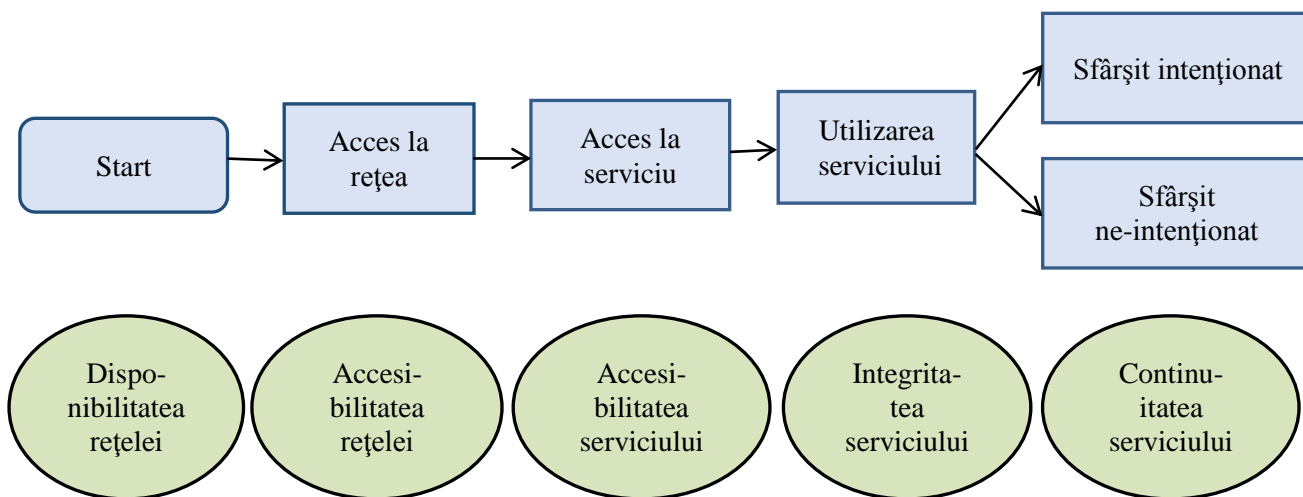 Start
Acces la
reţea
Acces la
serviciu
Utilizarea
serviciului
Sfârşit intenţionat
Sfârşit
ne-intenţionat
Dispo-
nibilitatea
reţelei
Accesi-
bilitatea
reţelei
Accesi-
bilitatea
serviciului
Integrita-
tea
serviciului
Continu-
itatea
serviciului